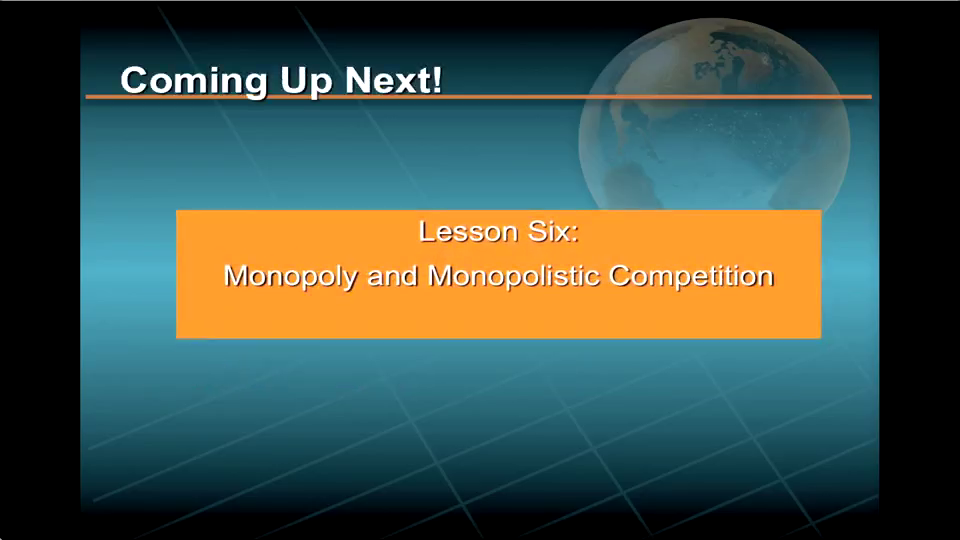 Coming Up Next!
Lesson Six:
Monopoly and Monopolistic Competition